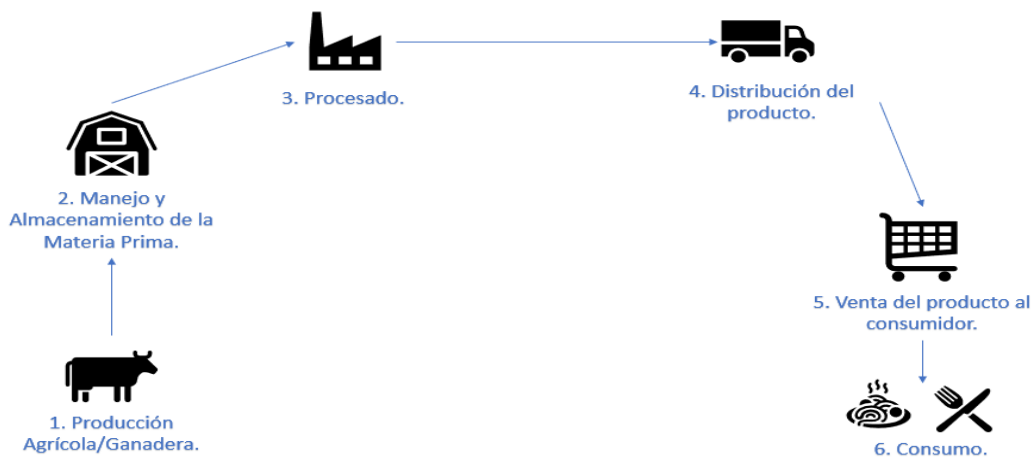 1. Producción
Agrícola/Ganadera.
2. Manejo y
Almacenamiento de la
Materia Prima.
3. Procesado.
4. Distribución del
producto.
5. Venta del producto al
consumidor.
6. Consumo.